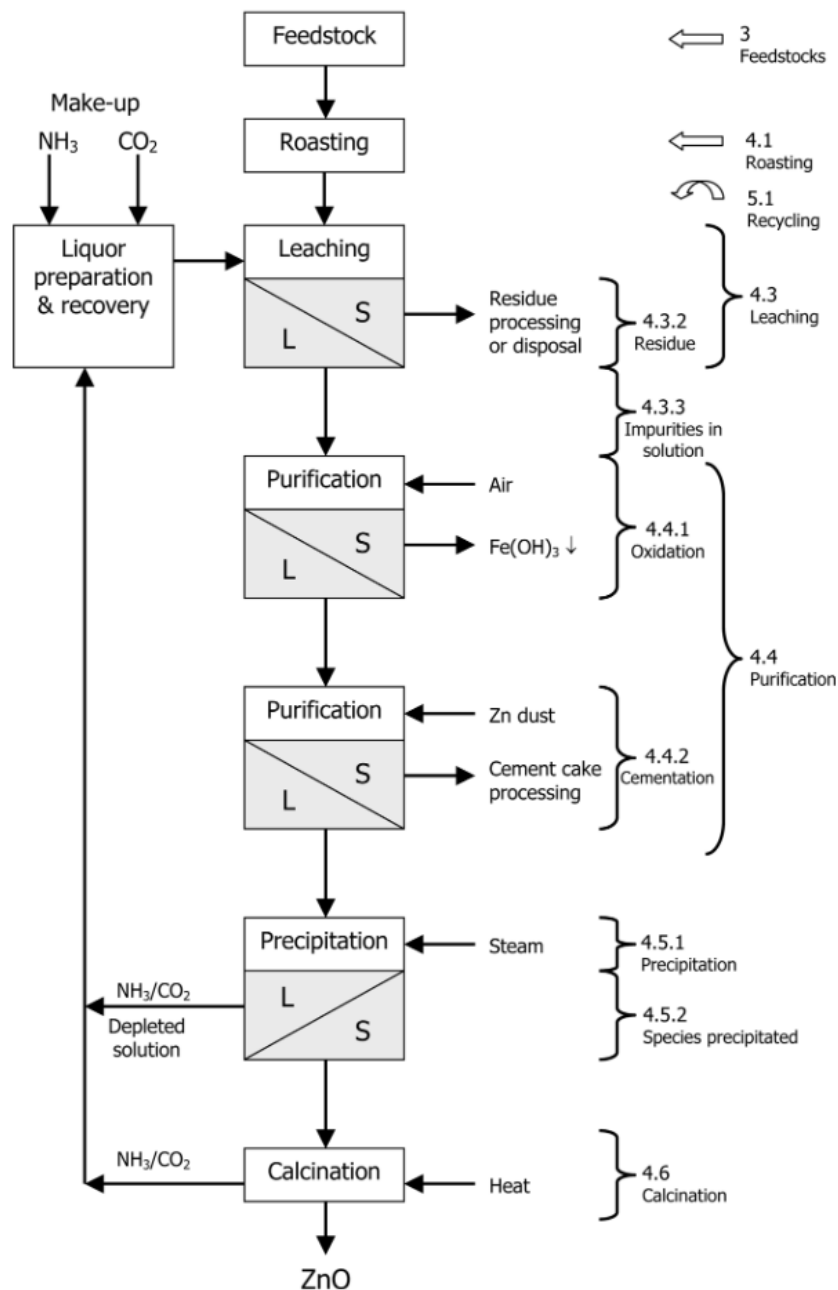 Feedstock
3
Feedstocks
Make-up
NH₃ CO₂
Roasting
4.1
Roasting
5.1
Recycling
Liquor
preparation
& recovery
Leaching
S
L
Residue
processing
or disposal
4.3.2
Residue
4.3
Leaching
4.3.3
Impurities in
solution
Purification
Air
S
L
Fe(OH)₃ ↓
4.4.1
Oxidation
4.4
Purification
Purification
Zn dust
S
L
Cement cake
processing
4.4.2
Cementation
Precipitation
Steam
4.5.1
Precipitation
L
S
NH₃/CO₂
Depleted
solution
4.5.2
Species precipitated
NH₃/CO₂
Calcination
Heat
4.6
Calcination
ZnO